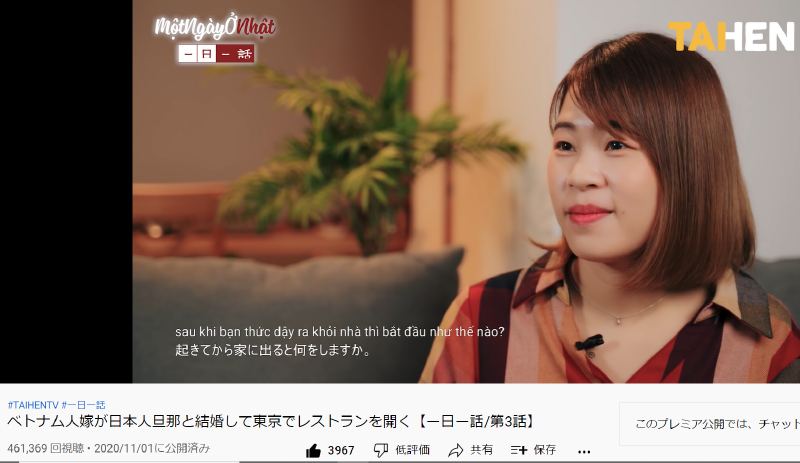 MộtNgàyỞNhật
一日一話
TAHEN
sau khi bạn thức dậy ra khỏi nhà thì bắt đầu như thế nào?
起きてから家に出ると何をしますか。
#TAIHENTV #一日一話
ベトナム人嫁が日本人旦那と結婚して東京でレストランを開く【一日一話/第3話】
461,369 回視聴・2020/11/01に公開済み
3967 低評価 共有 保存 ...
このプレミア公開では、チャット